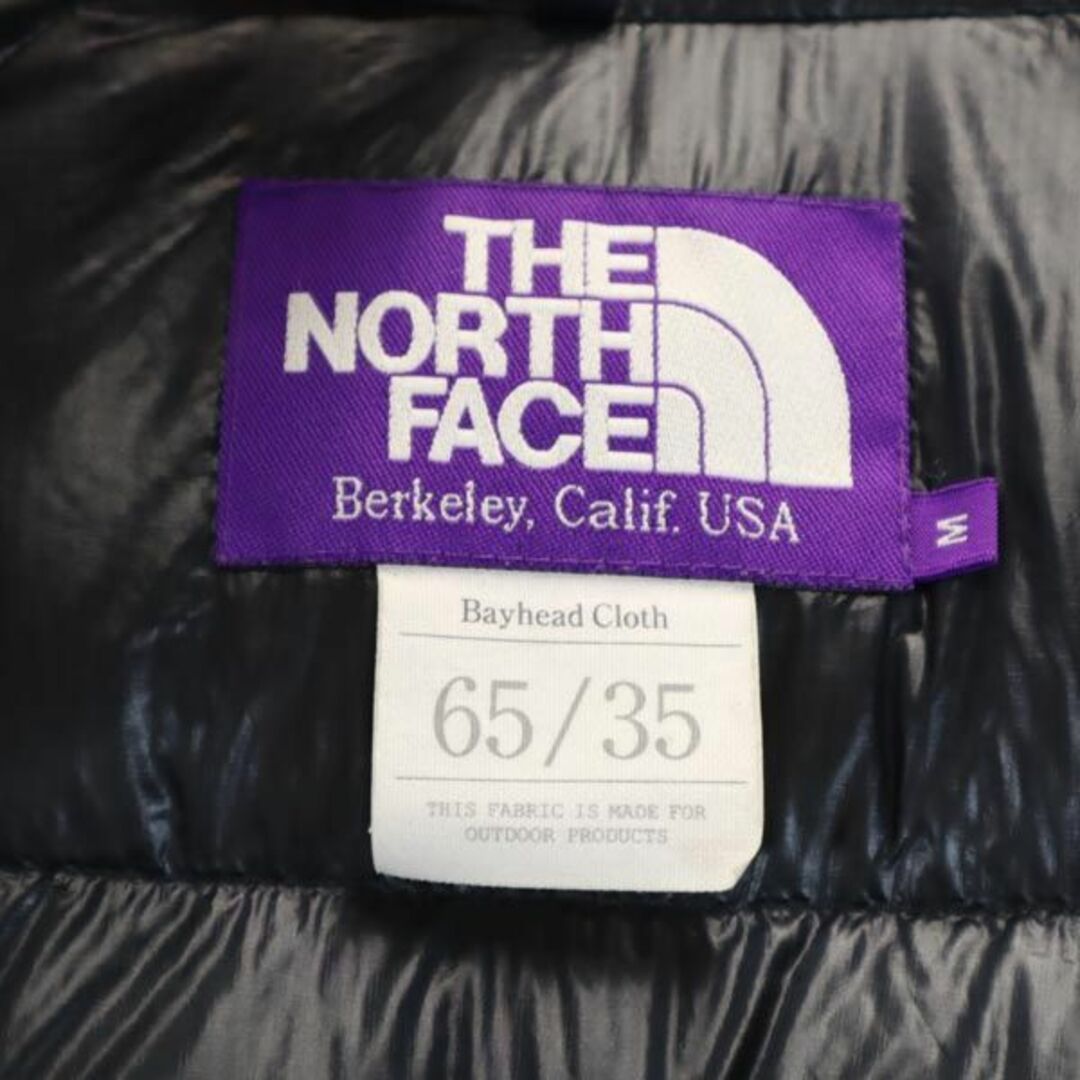 THE
NORTH
FACE
Berkeley, Calif. USA
M
Bayhead Cloth
65/35
THIS FABRIC IS MADE FOR
OUTDOOR PRODUCTS